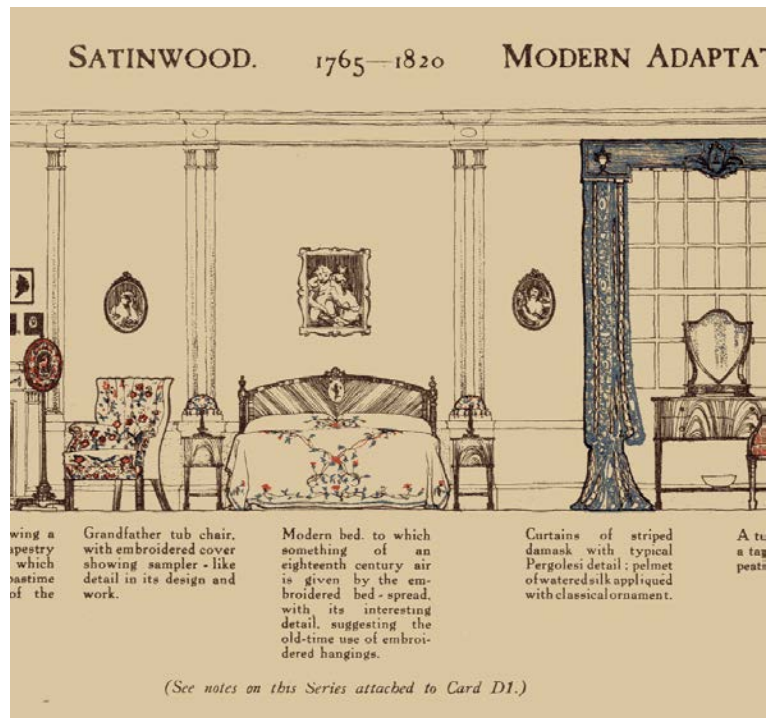 SATINWOOD. 1765—1820 MODERN ADAPTAT
wing a
apestry
which
pastime
of the
Grandfather tub chair,
with embroidered cover
showing sampler - like
detail in its design and
work.
Modern bed. to which
something of an
eighteenth century air
is given by the em-
broidered bed - spread,
with its interesting
detail, suggesting the
old-time use of embroi-
dered hangings.
Curtains of striped
damask with typical
Pergolesi detail ; pelmet
of watered silk appliquéd
with classical ornament.
A tu
a tap
peats
(See notes on this Series attached to Card D1.)